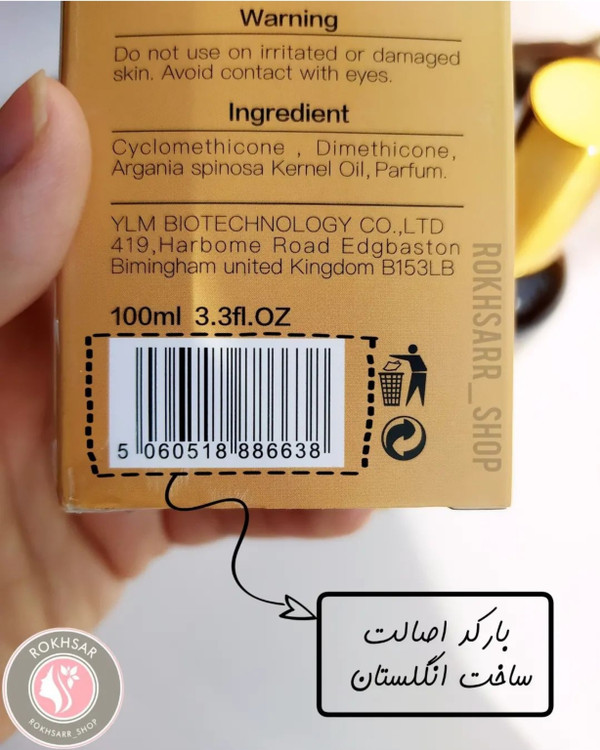 Warning
Do not use on irritated or damaged
skin. Avoid contact with eyes.
Ingredient
Cyclomethicone , Dimethicone,
Argania spinosa Kernel Oil, Parfum.
YLM BIOTECHNOLOGY CO.,LTD
419,Harbome Road Edgbaston
Bimingham united Kingdom B153LB
100ml 3.3fl.OZ
5 060518 886638
ROKHSARR_SHOP
بارکد اصالت
ساخت انگلستان
ROKHSAR
ROKHSARR_SHOP